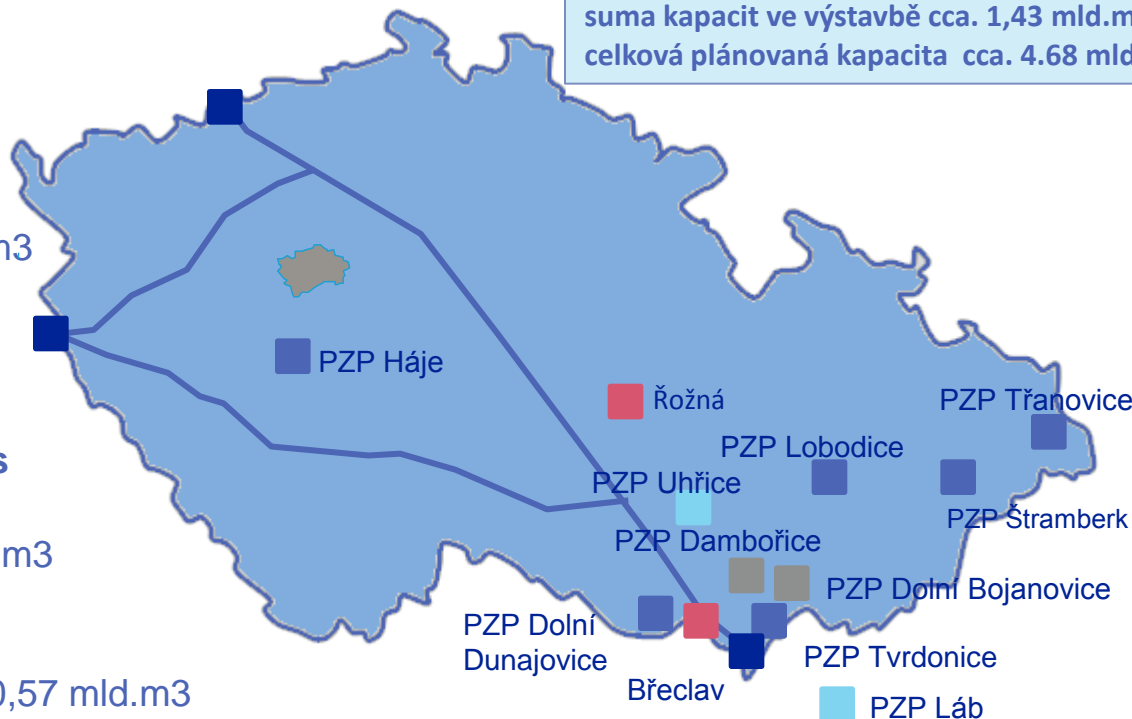 suma kapacit ve výstavbě cca. 1,43 mld.m
celková plánovaná kapacita cca. 4.68 mld
m3
PZP Háje
Řožná
PZP Třanovice
PZP Lobodice
s
PZP Uhřice
PZP Štramberk
PZP Dambořice
m3
PZP Dolní Bojanovice
PZP Dolní
Dunajovice
PZP Tvrdonice
Břeclav
0,57 mld.m3
PZP Láb